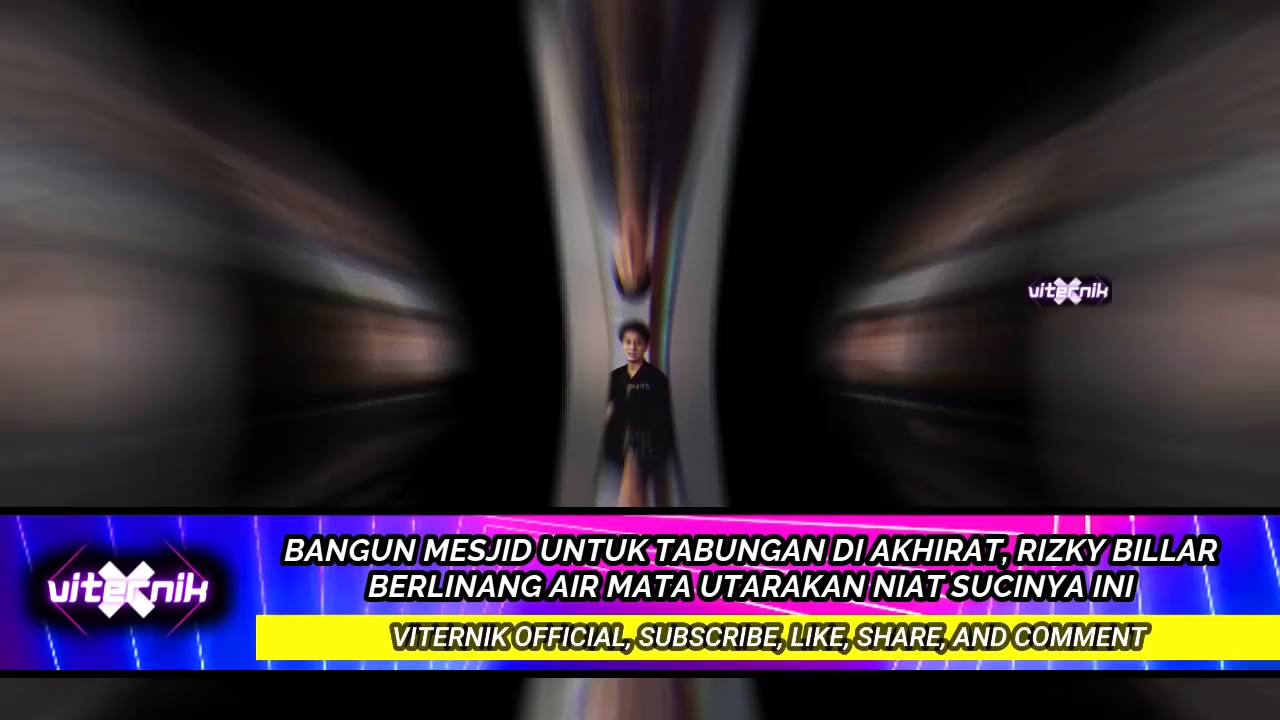 viternik
BANGUN MESJID UNTUK TABUNGAN DI AKHIRAT, RIZKY BILLAR
BERLINANG AIR MATA UTARAKAN NIAT SUCINYA INI
viternik
VITERNIK OFFICIAL, SUBSCRIBE, LIKE, SHARE, AND COMMENT